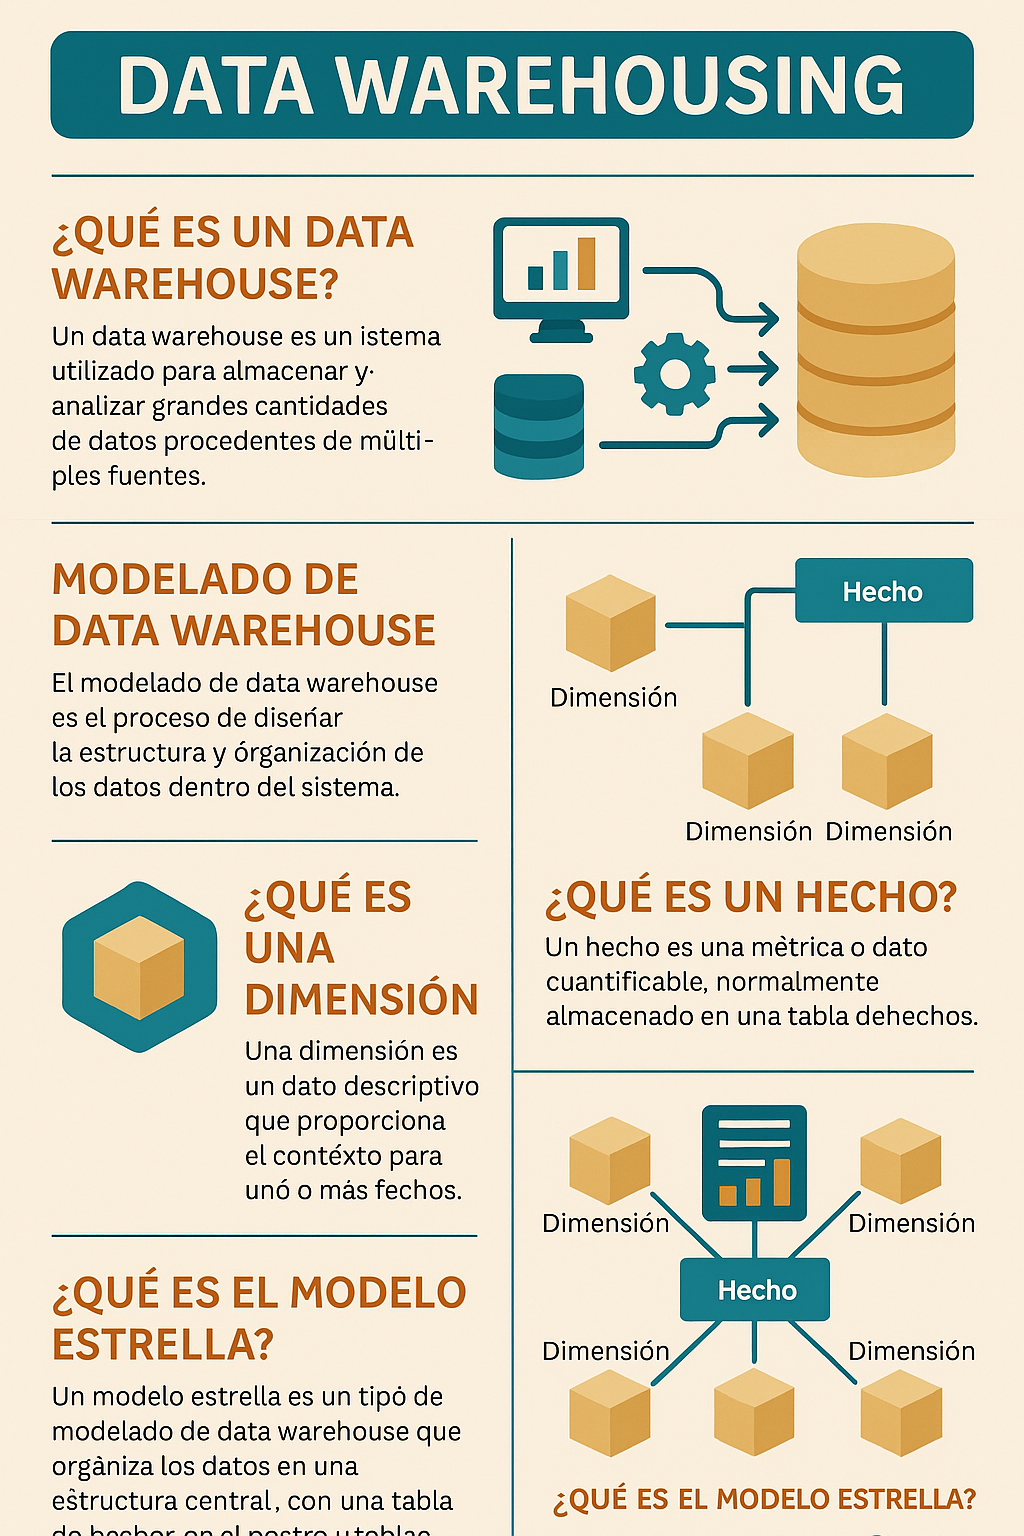 DATA WAREHOUSING
¿QUÉ ES UN DATA
WAREHOUSE?
Un data warehouse es un istema
utilizado para almacenar y·
analizar grandes cantidades
de datos procedentes de mülti-
ples fuentes.
MODELADO DE
DATA WAREHOUSE
El modelado de data warehouse
es el proceso de diseńar
la estructura y órganización de
los datos dentro del sistema.
Hecho
Dimensión
Dimensión Dimensión
¿QUÉ ES
UNA
DIMENSIÓN
Una dimensión es
un dato descriptivo
que proporciona
el contéxto para
unó o más fechos.
¿QUÉ ES UN HECHO?
Un hecho es una mètrica o dato
cuantificable, normalmente
almacenado en una tabla dehechos.
Dimensión
Dimensión
Hecho
Dimensión
Dimensión
¿QUÉ ES EL MODELO
ESTRELLA?
Un modelo estrella es un tipȯ de
modelado de data warehouse que
orgȧniza los datos en una
eṡtructura central, con una tabla
¿QUÉ ES EL MODELO ESTRELLA?